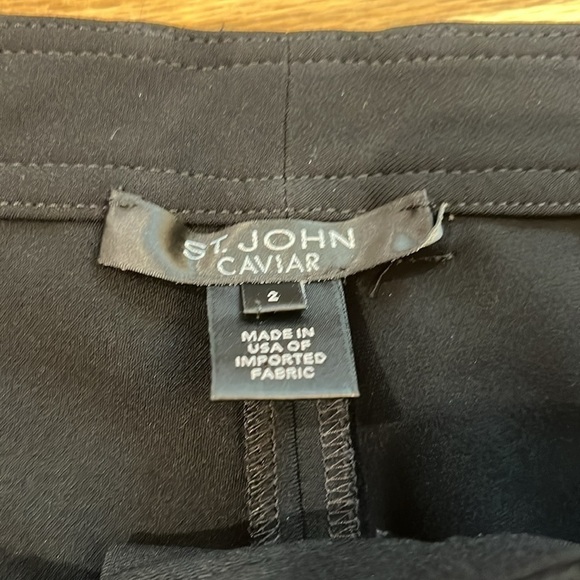 ST. JOHN
CAVIAR
2
MADE IN
USA OF
IMPORTED
FABRIC